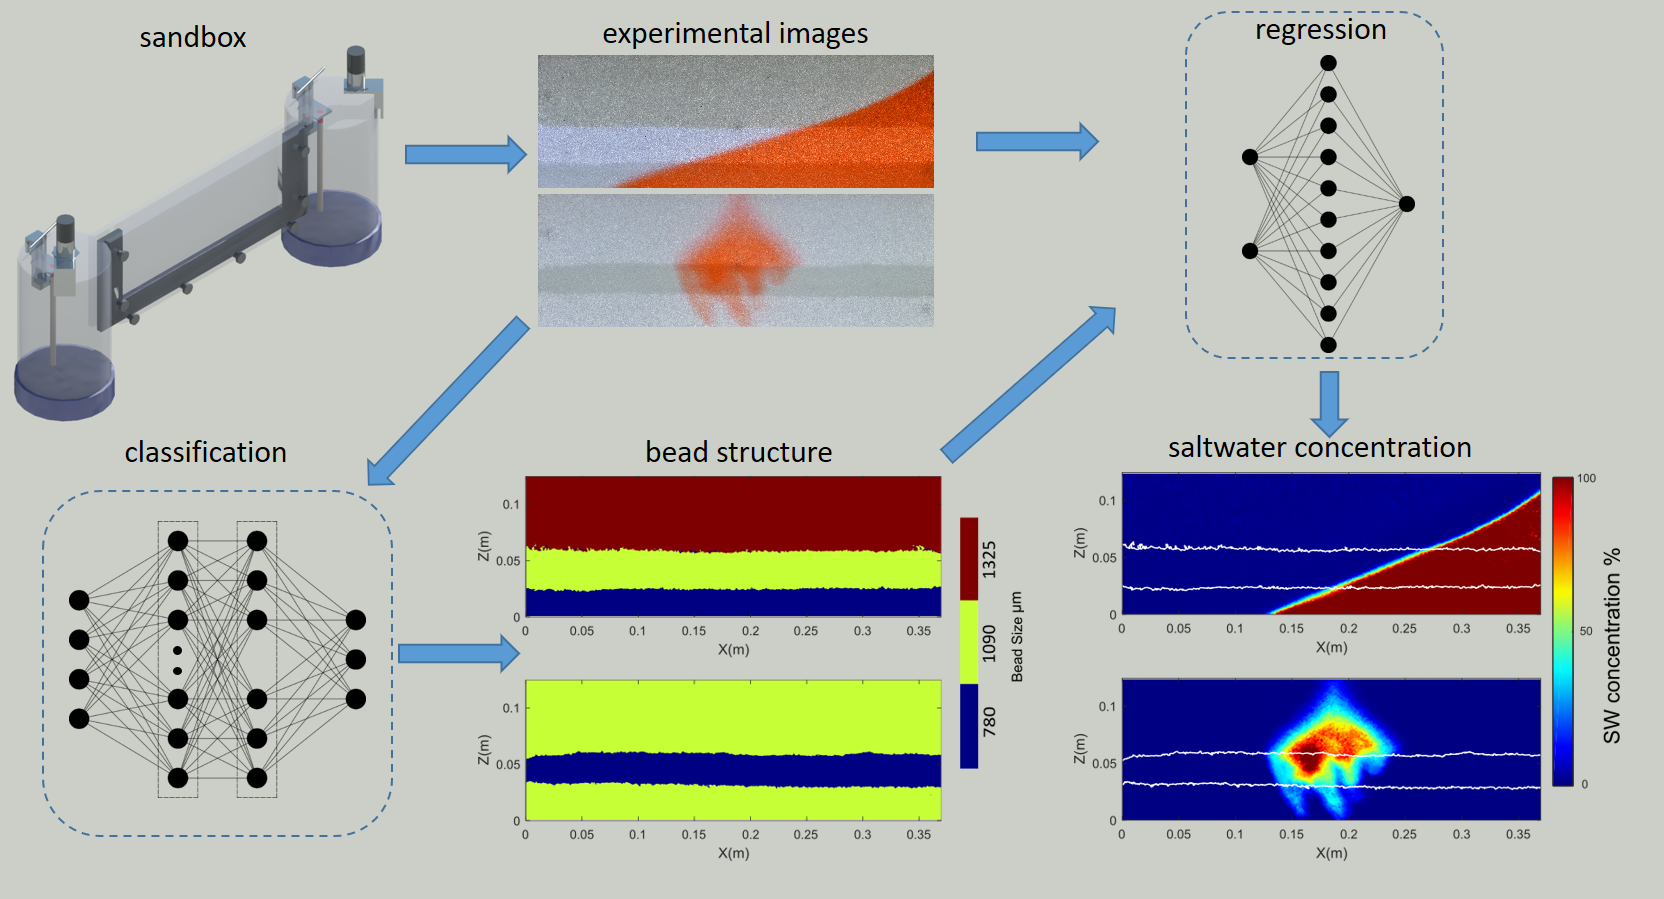 sandbox
experimental images
regression
classification
bead structure
saltwater concentration
0.1
0.05
0
Z(m)
0 0.05 0.1 0.15 0.2 0.25 0.3 0.35
X(m)
0.1
0.05
0
Z(m)
0 0.05 0.1 0.15 0.2 0.25 0.3 0.35
X(m)
1325
1090
780
Bead Size μm
0.1
0.05
0
Z(m)
0 0.05 0.1 0.15 0.2 0.25 0.3 0.35
X(m)
0.1
0.05
0
Z(m)
0 0.05 0.1 0.15 0.2 0.25 0.3 0.35
X(m)
100
50
0
SW concentration %